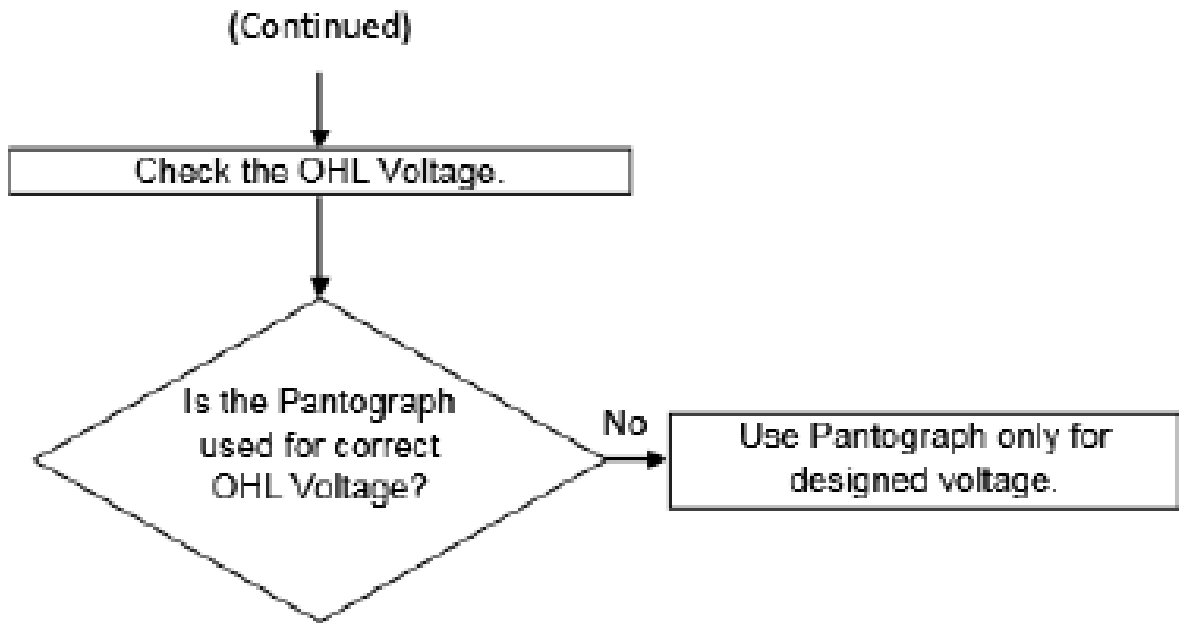 (Continued)
Check the OHL Voltage.
Is the Pantograph
used for correct
OHL Voltage?
No
Use Pantograph only for
designed voltage.